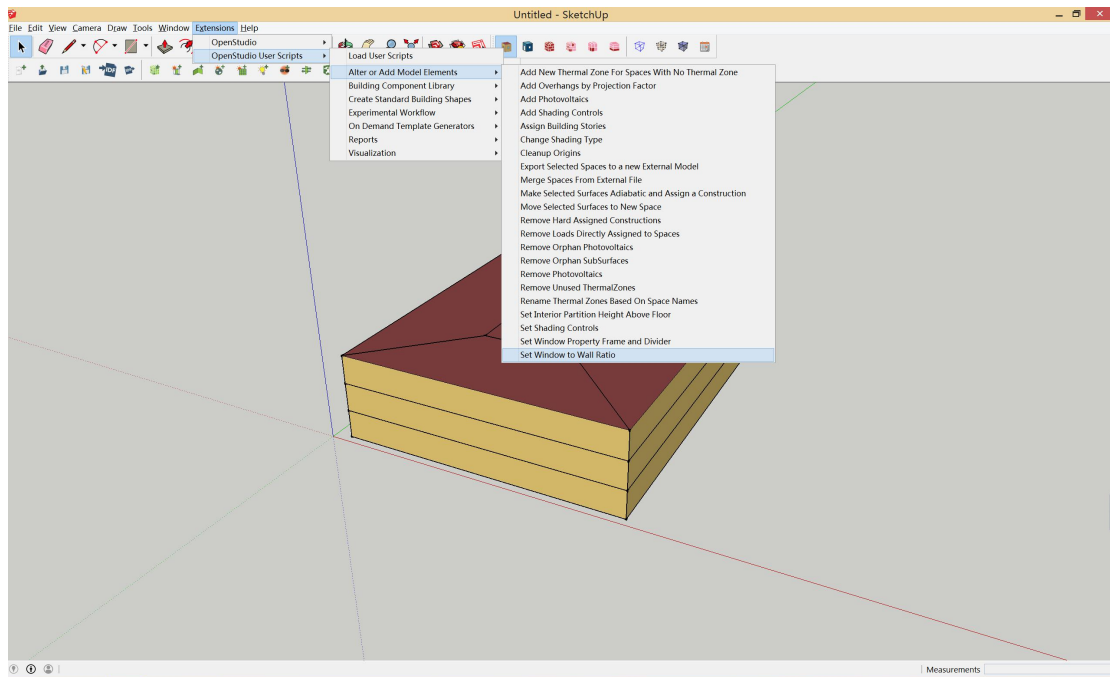 Untitled - SketchUp
File Edit View Camera Draw Tools Window Extensions Help
OpenStudio
OpenStudio User Scripts
Load User Scripts
Alter or Add Model Elements
Building Component Library
Create Standard Building Shapes
Experimental Workflow
On Demand Template Generators
Reports
Visualization
Add New Thermal Zone For Spaces With No Thermal Zone
Add Overhangs by Projection Factor
Add Photovoltaics
Add Shading Controls
Assign Building Stories
Change Shading Type
Cleanup Origins
Export Selected Spaces to a new External Model
Merge Spaces From External File
Make Selected Surfaces Adiabatic and Assign a Construction
Move Selected Surfaces to New Space
Remove Hard Assigned Constructions
Remove Loads Directly Assigned to Spaces
Remove Orphan Photovoltaics
Remove Orphan SubSurfaces
Remove Photovoltaics
Remove Unused ThermalZones
Rename Thermal Zones Based On Space Names
Set Interior Partition Height Above Floor
Set Shading Controls
Set Window Property Frame and Divider
Set Window to Wall Ratio
IDF
Measurements